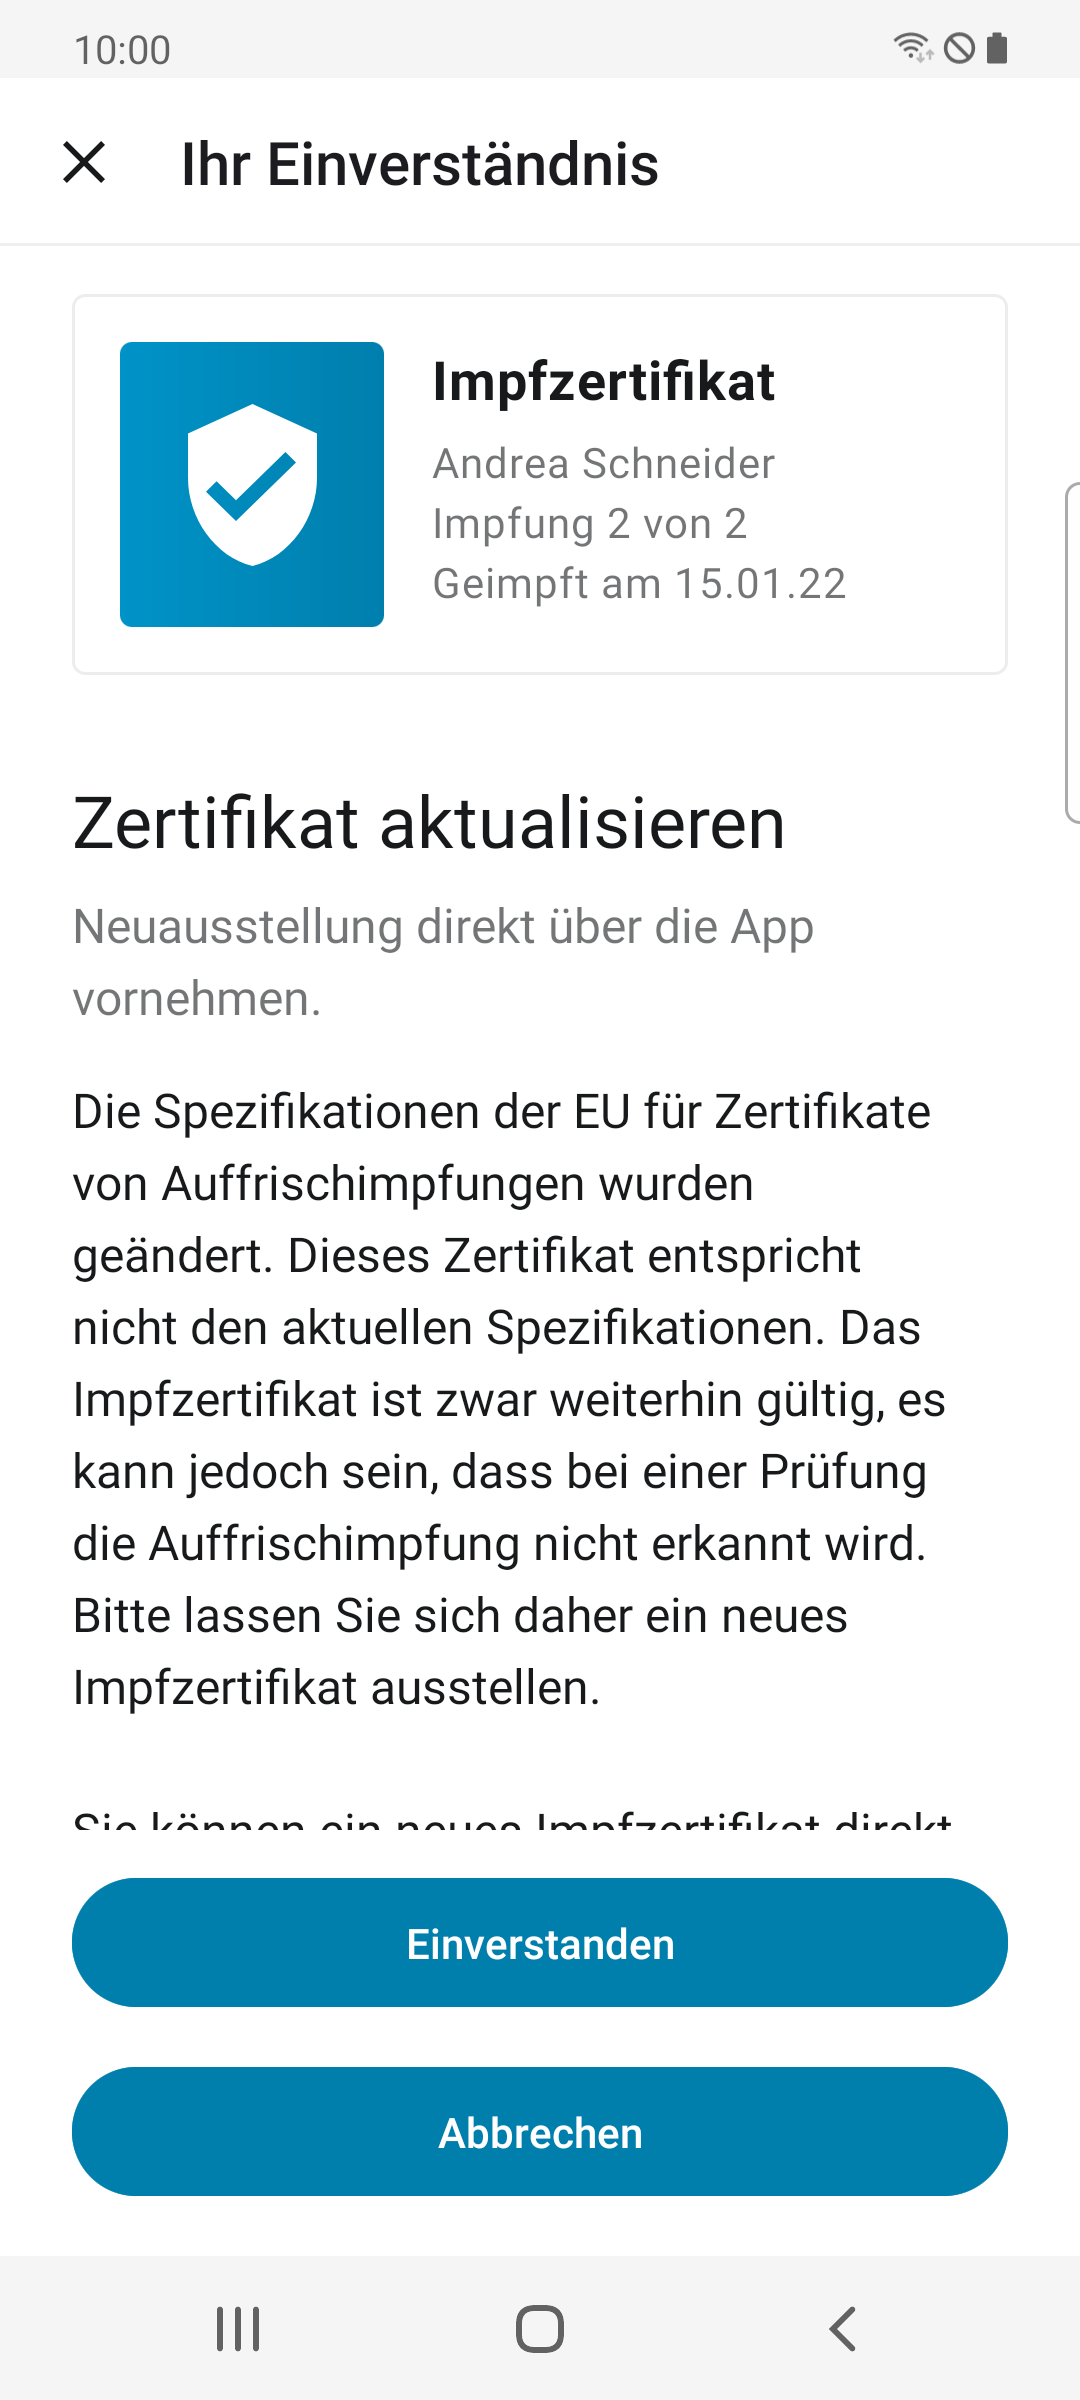 10:00
Ihr Einverständnis
Impfzertifikat
Andrea Schneider
Impfung 2 von 2
Geimpft am 15.01.22
Zertifikat aktualisieren
Neuausstellung direkt über die App
vornehmen.
Die Spezifikationen der EU für Zertifikate
von Auffrischimpfungen wurden
geändert. Dieses Zertifikat entspricht
nicht den aktuellen Spezifikationen. Das
Impfzertifikat ist zwar weiterhin gültig, es
kann jedoch sein, dass bei einer Prüfung
die Auffrischimpfung nicht erkannt wird.
Bitte lassen Sie sich daher ein neues
Impfzertifikat ausstellen.
Sie können ein neues Impfzertifikat direkt
Einverstanden
Abbrechen